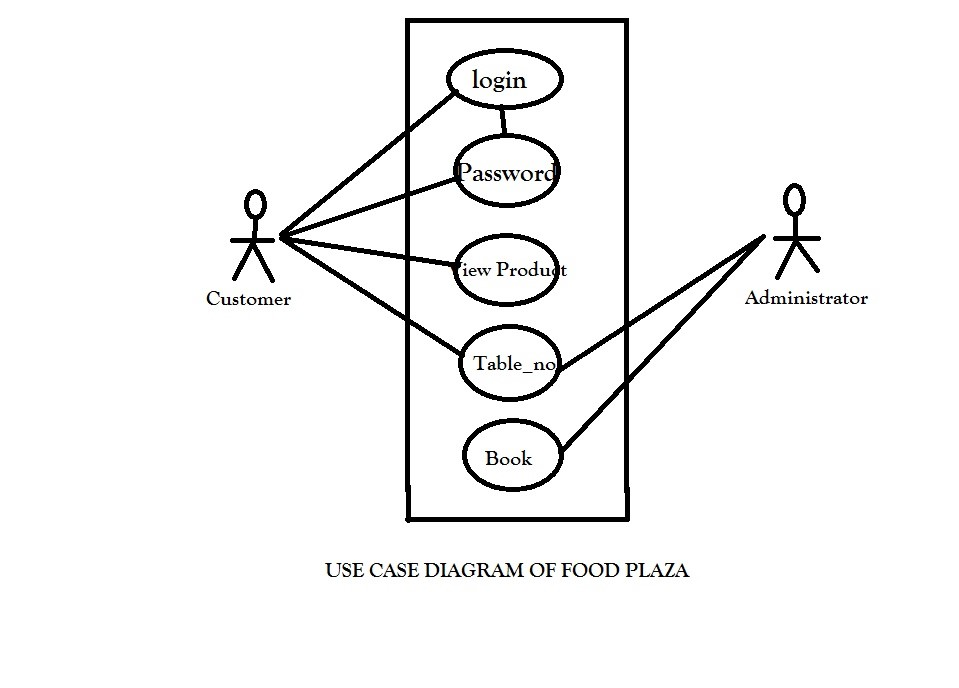 login
Password
iew Product
Customer
Administrator
Table_no
Book
USE CASE DIAGRAM OF FOOD PLAZA